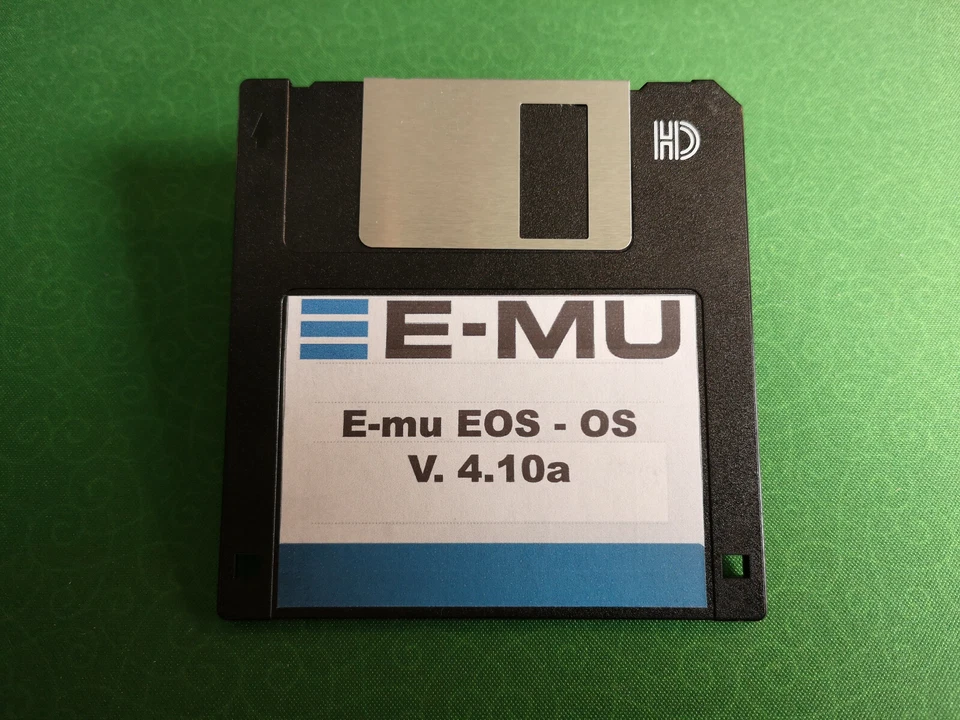 HD
E-MU
E-mu EOS - OS
V. 4.10a